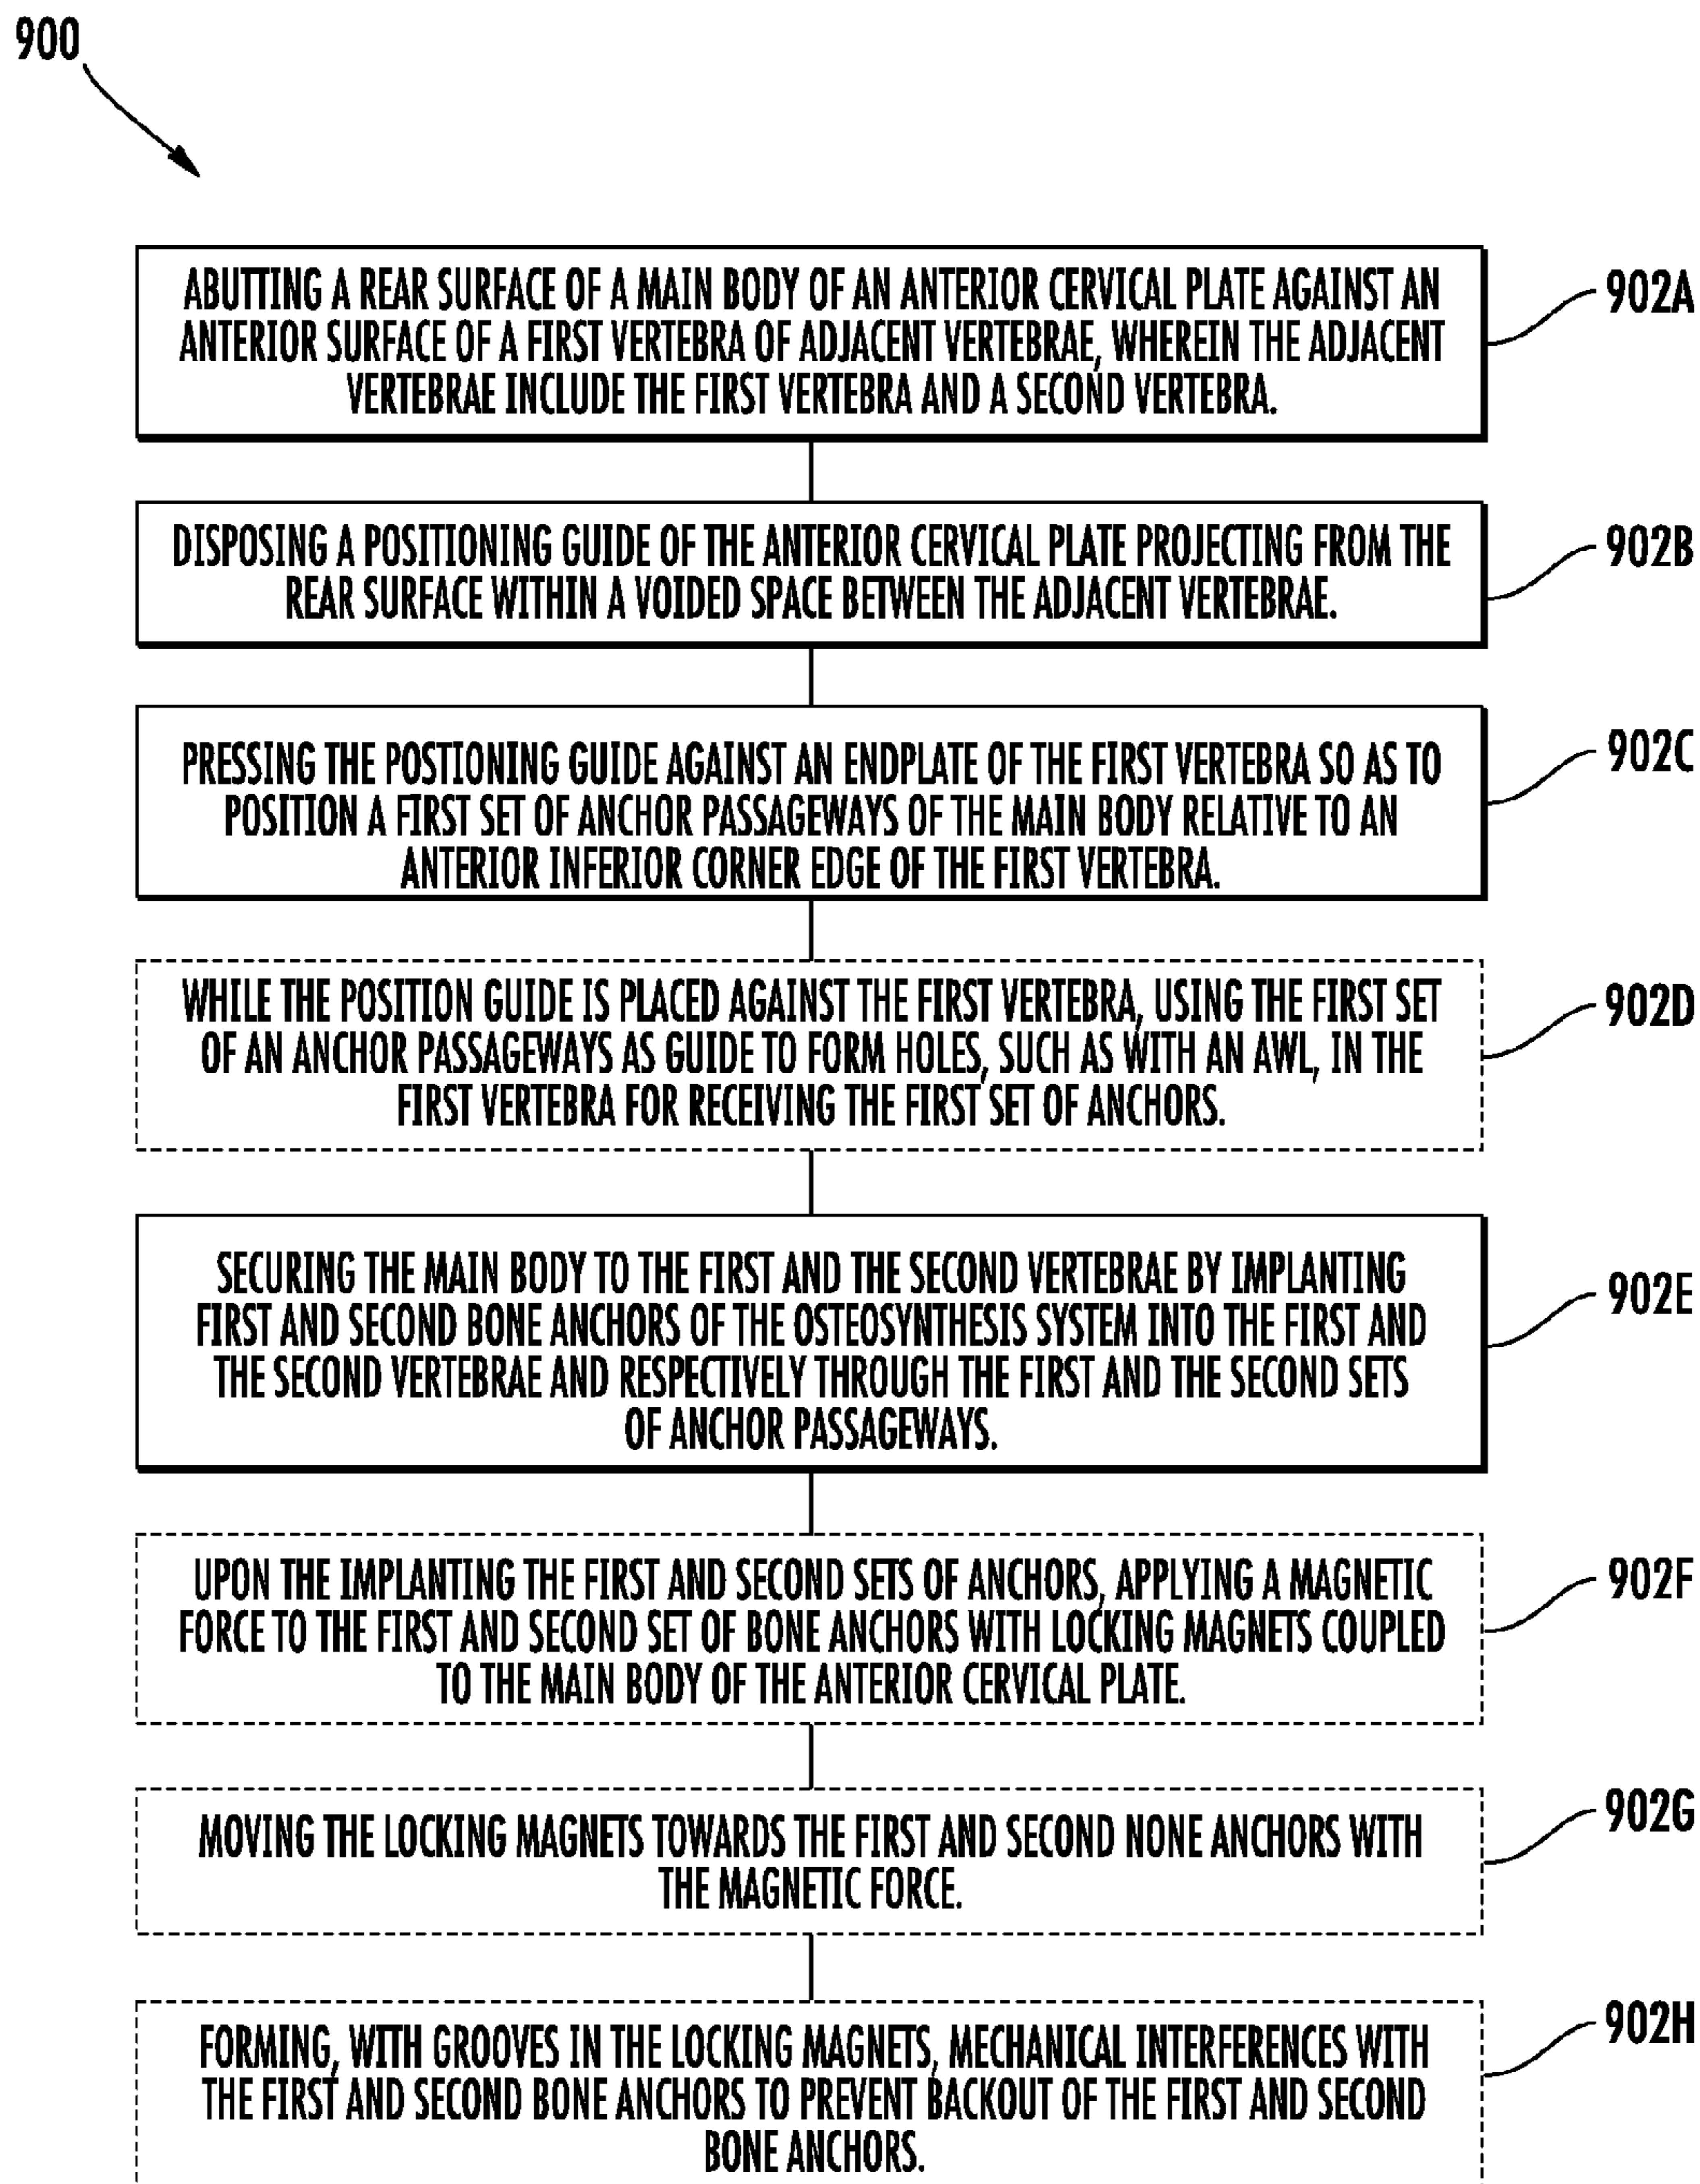 900
ABUTTING A REAR SURFACE OF A MAIN BODY OF AN ANTERIOR CERVICAL PLATE AGAINST AN
ANTERIOR SURFACE OF A FIRST VERTEBRA OF ADJACENT VERTEBRAE, WHEREIN THE ADJACENT
VERTEBRAE INCLUDE THE FIRST VERTEBRA AND A SECOND VERTEBRA.
902A
DISPOSING A POSITIONING GUIDE OF THE ANTERIOR CERVICAL PLATE PROJECTING FROM THE
REAR SURFACE WITHIN A VOIDED SPACE BETWEEN THE ADJACENT VERTEBRAE.
902B
PRESSING THE POSTIONING GUIDE AGAINST AN ENDPLATE OF THE FIRST VERTEBRA SO AS TO
POSITION A FIRST SET OF ANCHOR PASSAGEWAYS OF THE MAIN BODY RELATIVE TO AN
ANTERIOR INFERIOR CORNER EDGE OF THE FIRST VERTEBRA.
902C
WHILE THE POSITION GUIDE IS PLACED AGAINST THE FIRST VERTEBRA, USING THE FIRST SET
OF AN ANCHOR PASSAGEWAYS AS GUIDE TO FORM HOLES, SUCH AS WITH AN AWL, IN THE
FIRST VERTEBRA FOR RECEIVING THE FIRST SET OF ANCHORS.
902D
SECURING THE MAIN BODY TO THE FIRST AND THE SECOND VERTEBRAE BY IMPLANTING
FIRST AND SECOND BONE ANCHORS OF THE OSTEOSYNTHESIS SYSTEM INTO THE FIRST AND
THE SECOND VERTEBRAE AND RESPECTIVELY THROUGH THE FIRST AND THE SECOND SETS
OF ANCHOR PASSAGEWAYS.
902E
UPON THE IMPLANTING THE FIRST AND SECOND SETS OF ANCHORS, APPLYING A MAGNETIC
FORCE TO THE FIRST AND SECOND SET OF BONE ANCHORS WITH LOCKING MAGNETS COUPLED
TO THE MAIN BODY OF THE ANTERIOR CERVICAL PLATE.
902F
MOVING THE LOCKING MAGNETS TOWARDS THE FIRST AND SECOND NONE ANCHORS WITH
THE MAGNETIC FORCE.
902G
FORMING, WITH GROOVES IN THE LOCKING MAGNETS, MECHANICAL INTERFERENCES WITH
THE FIRST AND SECOND BONE ANCHORS TO PREVENT BACKOUT OF THE FIRST AND SECOND
BONE ANCHORS.
902H